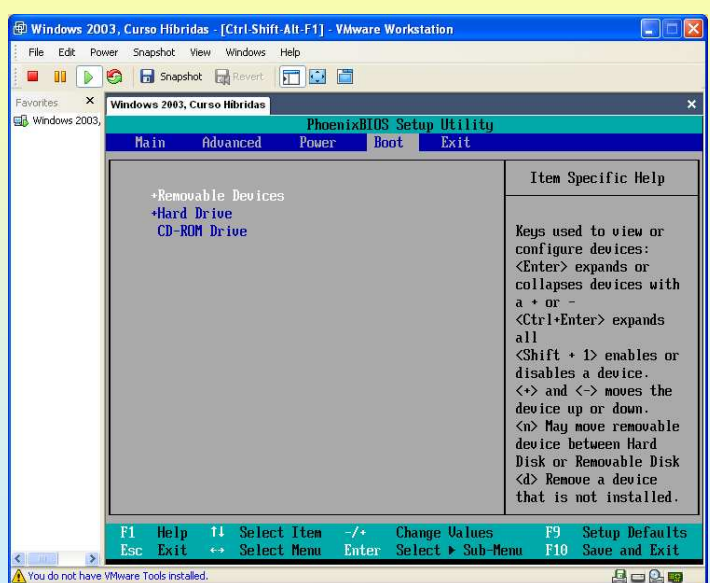 Windows 2003, Curso Híbridas - [Ctrl-Shift-Alt-F1] - VMware Workstation
File Edit Power Snapshot View Windows Help
Snapshot Revert
Favorites x
Windows 2003,
Windows 2003, Curso Híbridas x
PhoenixBIOS Setup Utility
Main Advanced Power Boot Exit
+Removable Devices
+Hard Drive
CD-ROM Drive
Item Specific Help
Keys used to view or
configure devices:
<Enter> expands or
collapses devices with
a + or -
<Ctrl+Enter> expands
all
<Shift + 1> enables or
disables a device.
<+> and <-> moves the
device up or down.
<n> May move removable
device between Hard
Disk or Removable Disk
<d> Remove a device
that is not installed.
F1 Help ↑↓ Select Item -/+ Change Values F9 Setup Defaults
Esc Exit ↔ Select Menu Enter Select ▶ Sub-Menu F10 Save and Exit
You do not have VMware Tools installed.